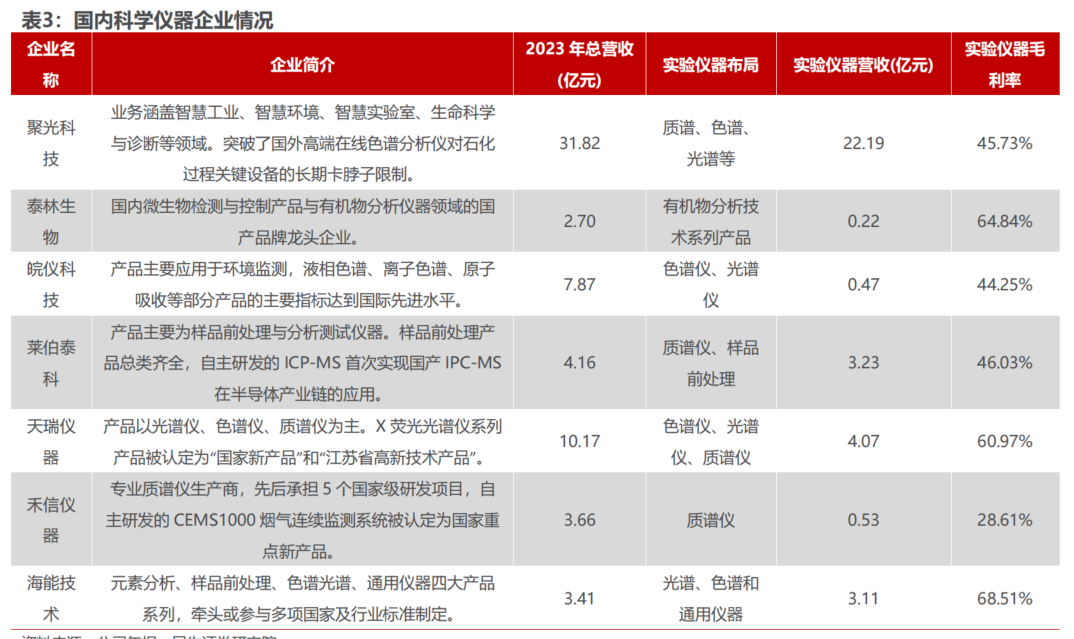 表3：国内科学仪器企业情况
企业名
称
企业简介
2023 年总营收
(亿元)
实验仪器布局
实验仪器营收(亿元)
实验仪器毛
利率
聚光科
技
业务涵盖智慧工业、智慧环境、智慧实验室、生命科学
与诊断等领域。突破了国外高端在线色谱分析仪对石化
过程关键设备的长期卡脖子限制。
31.82
质谱、色谱、
光谱等
22.19
45.73%
泰林生
物
国内微生物检测与控制产品与有机物分析仪器领域的国
产品牌龙头企业。
2.70
有机物分析技
术系列产品
0.22
64.84%
皖仪科
技
产品主要应用于环境监测，液相色谱、离子色谱、原子
吸收等部分产品的主要指标达到国际先进水平。
7.87
色谱仪、光谱
仪
0.47
44.25%
莱伯泰
科
产品主要为样品前处理与分析测试仪器。样品前处理产
品总类齐全，自主研发的 ICP-MS 首次实现国产 IPC-MS
在半导体产业链的应用。
4.16
质谱仪、样品
前处理
3.23
46.03%
天瑞仪
器
产品以光谱仪、色谱仪、质谱仪为主。X 荧光光谱仪系列
产品被认定为“国家新产品”和“江苏省高新技术产品”。
10.17
色谱仪、光谱
仪、质谱仪
4.07
60.97%
禾信仪
器
专业质谱仪生产商，先后承担 5 个国家级研发项目，自
主研发的 CEMS1000 烟气连续监测系统被认定为国家重
点新产品。
3.66
质谱仪
0.53
28.61%
海能技
术
元素分析、样品前处理、色谱光谱、通用仪器四大产品
系列，牵头或参与多项国家及行业标准制定。
3.41
光谱、色谱和
通用仪器
3.11
68.51%